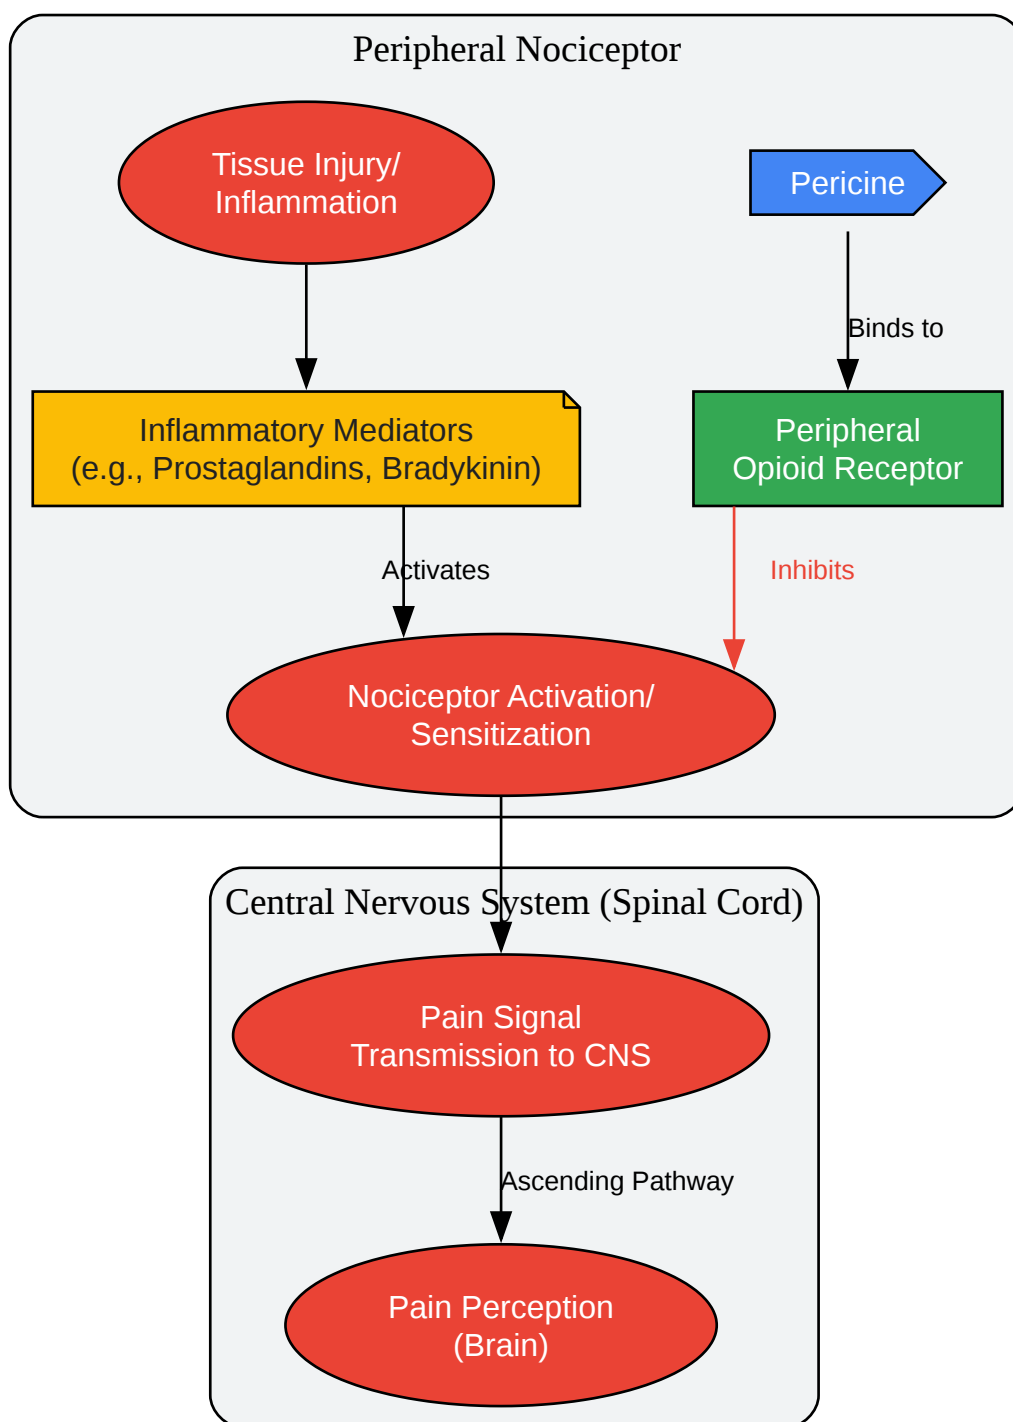 Peripheral Nociceptor
Tissue Injury/
Inflammation
Pericine
Binds to
Inflammatory Mediators
(e.g., Prostaglandins, Bradykinin)
Peripheral
Opioid Receptor
Activates
Inhibits
Nociceptor Activation/
Sensitization
Central Nervous System (Spinal Cord)
Pain Signal
Transmission to CNS
Ascending Pathway
Pain Perception
(Brain)